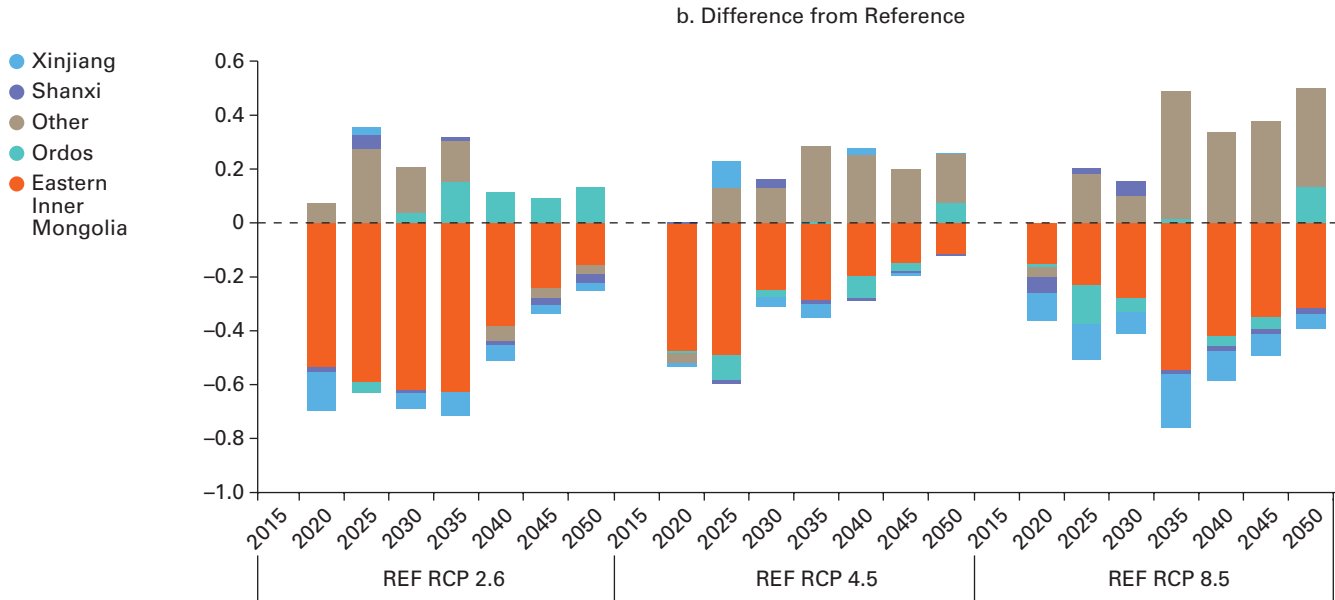 b. Difference from Reference
Xinjiang
Shanxi
Other
Ordos
Eastern
Inner
Mongolia
0.6
0.4
0.2
0
–0.2
–0.4
–0.6
–0.8
–1.0
2015 2020 2025 2030 2035 2040 2045 2050 2015 2020 2025 2030 2035 2040 2045 2050 2015 2020 2025 2030 2035 2040 2045 2050
REF RCP 2.6 REF RCP 4.5 REF RCP 8.5